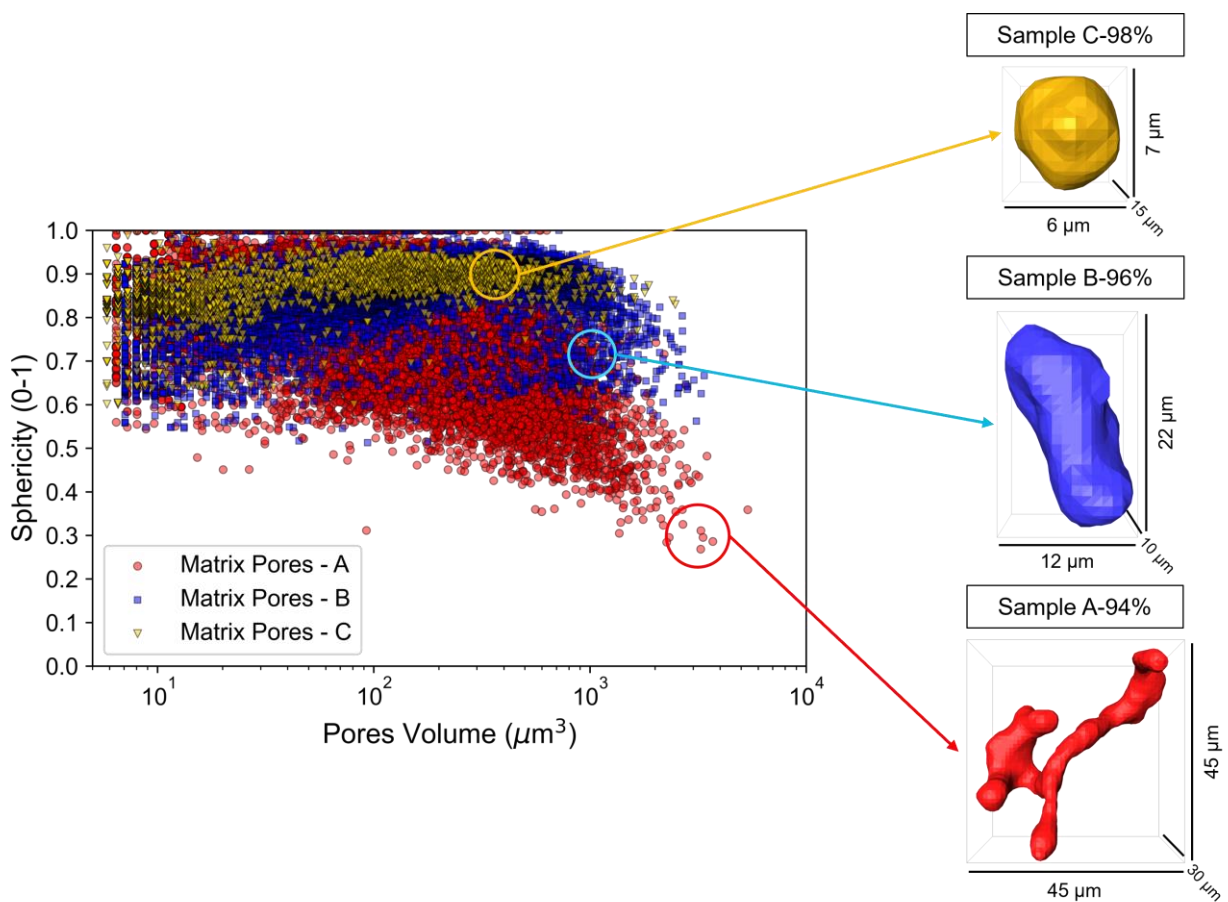 Sample C-98%
7 µm
15 µm
6 µm
Sample B-96%
22 µm
10 µm
12 µm
Sample A-94%
45 µm
30 µm
45 µm
Sphericity (0-1)
1.0
0.9
0.8
0.7
0.6
0.5
0.4
0.3
0.2
0.1
0.0
Matrix Pores - A
Matrix Pores - B
Matrix Pores - C
10¹ 10² 10³ 10⁴
Pores Volume (µm³)